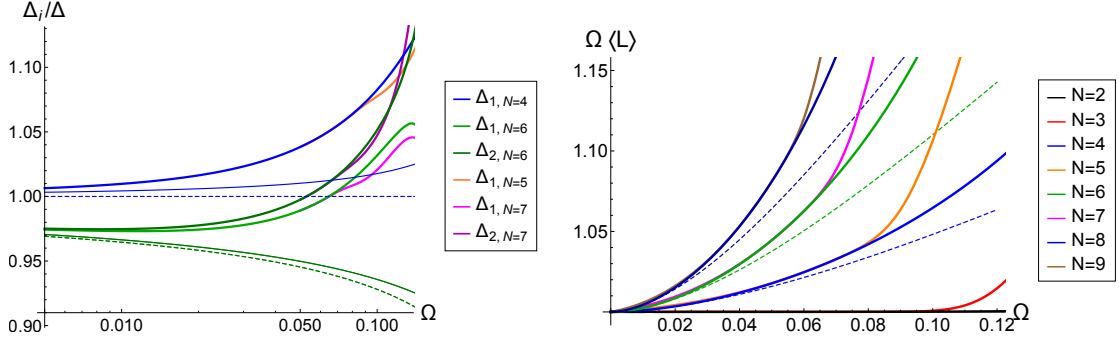 Δi/Δ
1.10
1.05
1.00
0.95
0.90
0.010
0.050
0.100
Ω
Δ1, N=4
Δ1, N=6
Δ2, N=6
Δ1, N=5
Δ1, N=7
Δ2, N=7
Ω ⟨L⟩
1.15
1.10
1.05
0.02
0.04
0.06
0.08
0.10
0.12
Ω
N=2
N=3
N=4
N=5
N=6
N=7
N=8
N=9